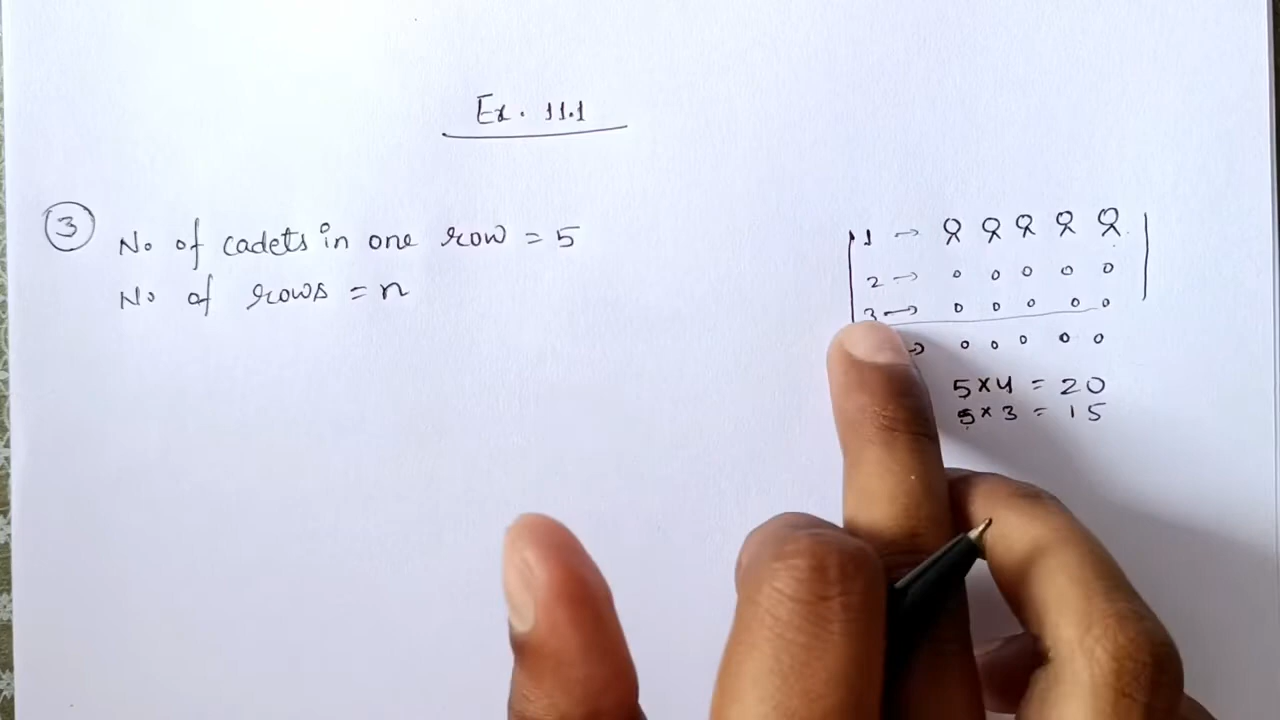 Ex. 11.1
3 No of cadets in one row = 5
No of rows = n
1 →
2 →
3 →
→
5 × 4 = 20
5 × 3 = 15